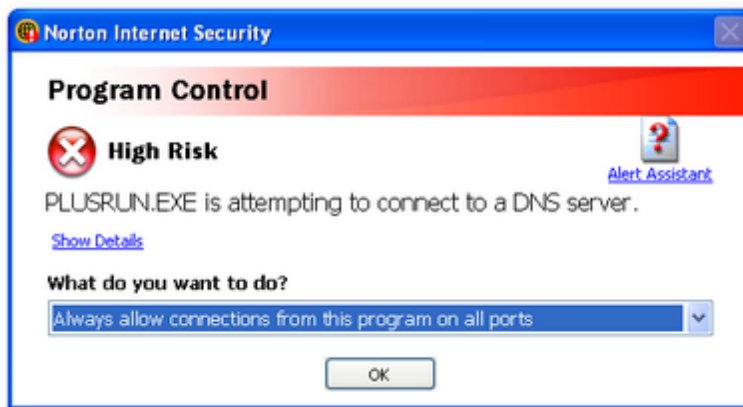 Norton Internet Security
Program Control
High Risk
Alert Assistant
PLUSRUN.EXE is attempting to connect to a DNS server.
Show Details
What do you want to do?
Always allow connections from this program on all ports
OK